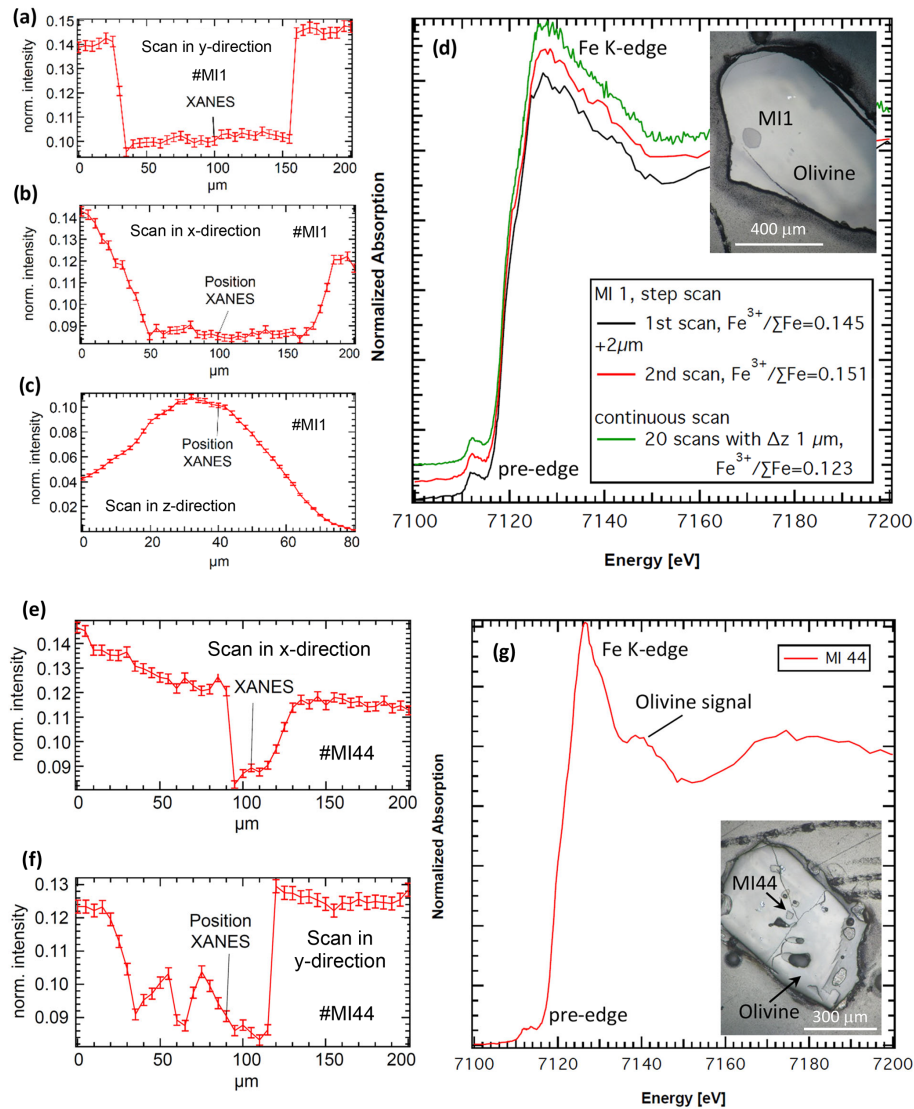 (a)
0.15
0.14
0.13
0.12
0.11
0.10
norm. intensity
Scan in y-direction
#MI1
XANES
0 50 100 150 200
µm
(b)
0.14
0.12
0.11
0.09
norm. intensity
Scan in x-direction
#MI1
Position
XANES
0 50 100 150 200
µm
(c)
0.10
0.08
0.06
0.04
0.02
norm. intensity
#MI1
Position
XANES
Scan in z-direction
0 20 40 60 80
µm
(d)
Fe K-edge
Normalized Absorption
MI1
Olivine
400 µm
MI 1, step scan
1st scan, Fe3+/∑Fe=0.145
+2µm
2nd scan, Fe3+/∑Fe=0.151
continuous scan
20 scans with Δz 1 µm,
Fe3+/∑Fe=0.123
pre-edge
7100 7120 7140 7160 7180 7200
Energy [eV]
(e)
0.14
0.13
0.12
0.11
0.09
norm. intensity
Scan in x-direction
XANES
#MI44
0 50 100 150 200
µm
(f)
0.13
0.12
0.10
0.09
norm. intensity
Position
XANES
Scan in
y-direction
#MI44
0 50 100 150 200
µm
(g)
Fe K-edge
MI 44
Olivine signal
Normalized Absorption
MI44
Olivine
300 µm
pre-edge
7100 7120 7140 7160 7180 7200
Energy [eV]